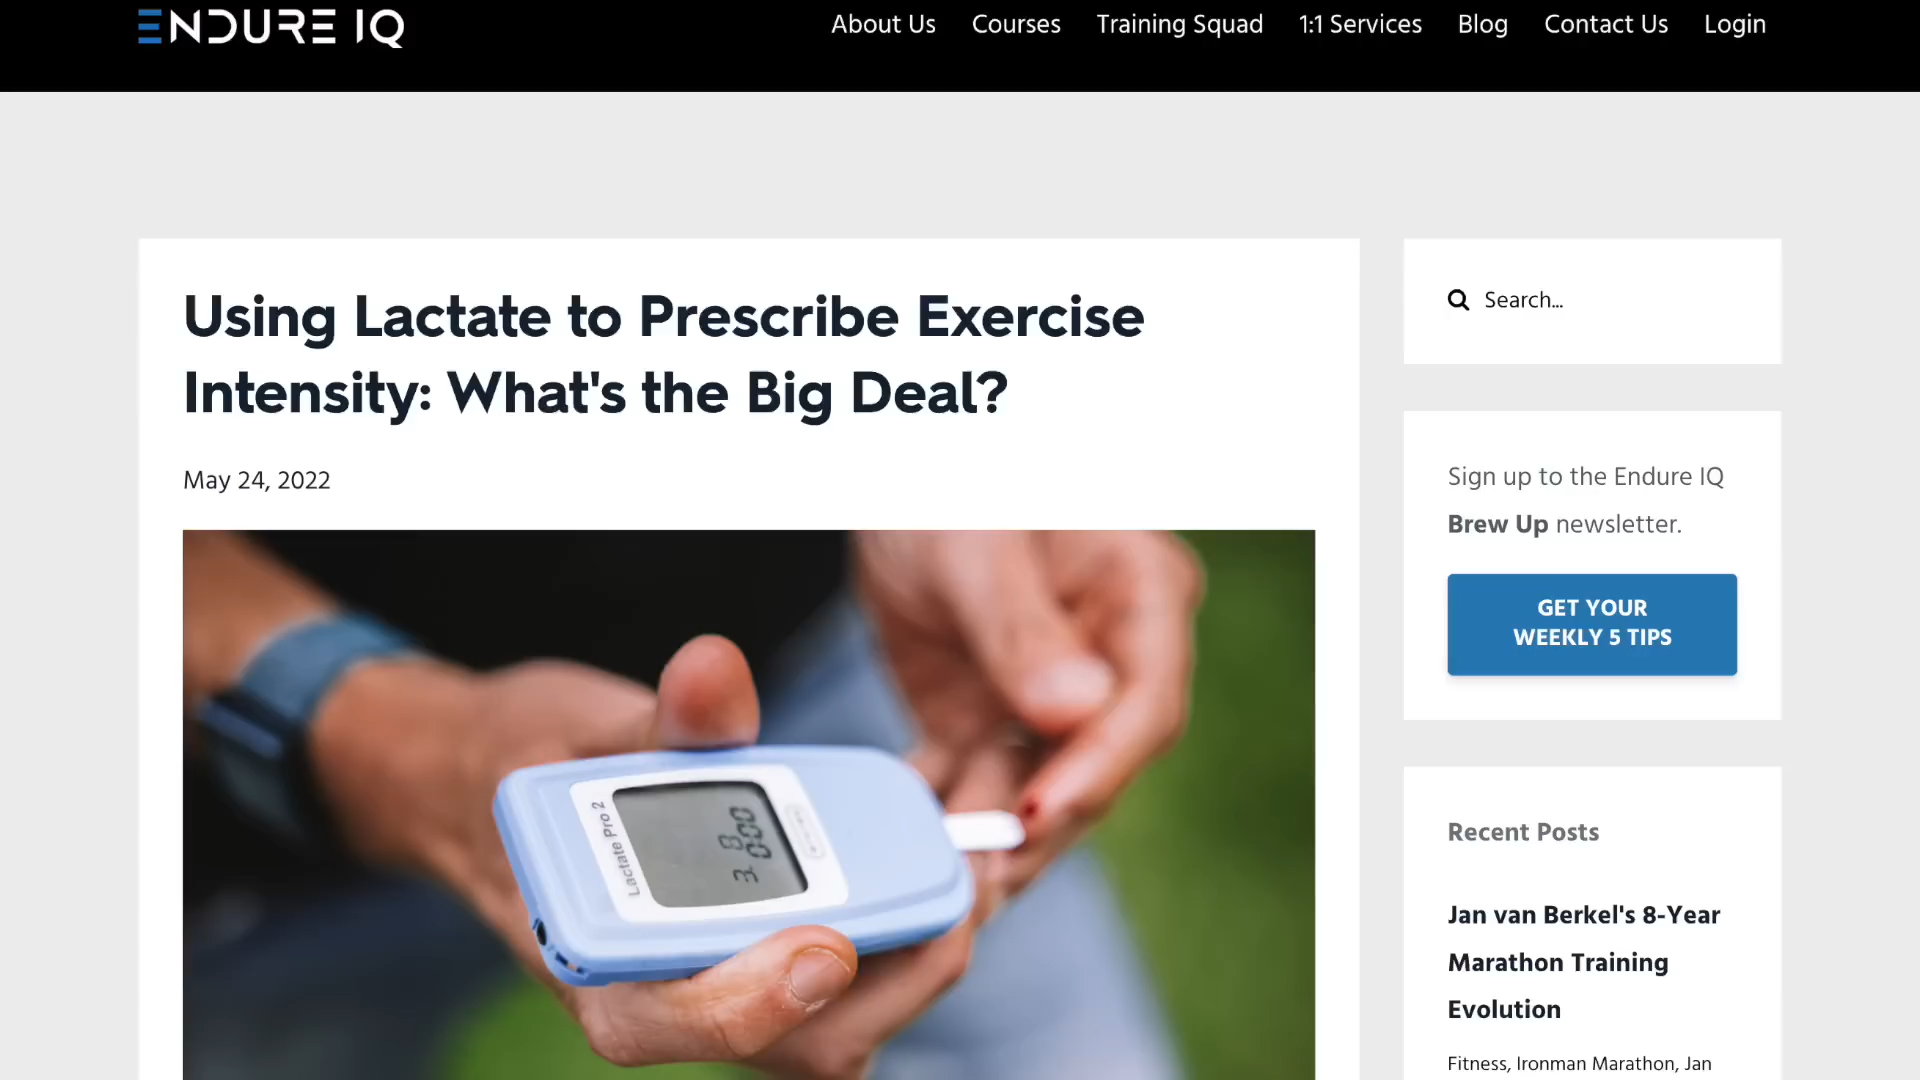 ENDURE IQ
About Us
Courses
Training Squad
1:1 Services
Blog
Contact Us
Login
Using Lactate to Prescribe Exercise
Intensity: What's the Big Deal?
May 24, 2022
Lactate Pro 2
Search...
Sign up to the Endure IQ
Brew Up newsletter.
GET YOUR
WEEKLY 5 TIPS
Recent Posts
Jan van Berkel's 8-Year
Marathon Training
Evolution
Fitness, Ironman Marathon, Jan